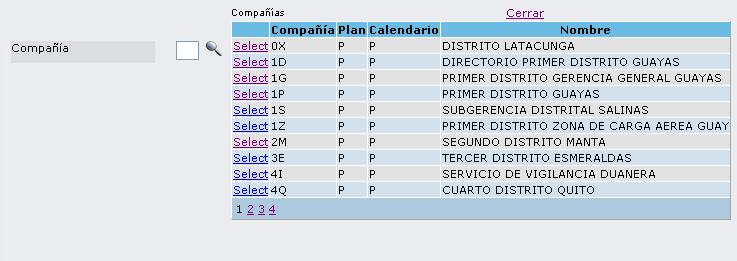 Compañías Cerrar
Compañía Plan Calendario Nombre
Compañía
Select 0X P P DISTRITO LATACUNGA
Select 1D P P DIRECTORIO PRIMER DISTRITO GUAYAS
Select 1G P P PRIMER DISTRITO GERENCIA GENERAL GUAYAS
Select 1P P P PRIMER DISTRITO GUAYAS
Select 1S P P SUBGERENCIA DISTRITAL SALINAS
Select 1Z P P PRIMER DISTRITO ZONA DE CARGA AEREA GUAY
Select 2M P P SEGUNDO DISTRITO MANTA
Select 3E P P TERCER DISTRITO ESMERALDAS
Select 4I P P SERVICIO DE VIGILANCIA DUANERA
Select 4Q P P CUARTO DISTRITO QUITO
1 2 3 4